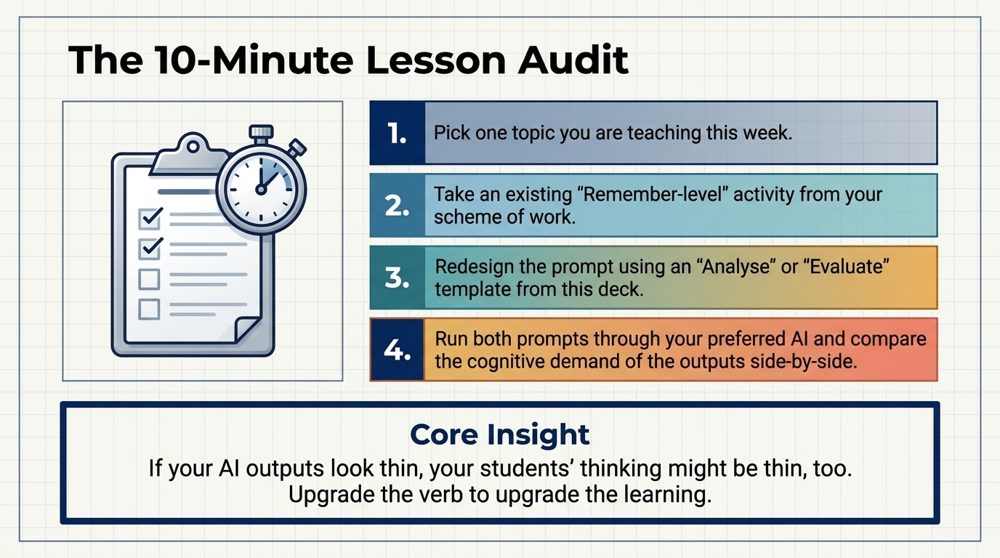 The 10-Minute Lesson Audit
1.
Pick one topic you are teaching this week.
2.
Take an existing “Remember-level” activity from your
scheme of work.
3.
Redesign the prompt using an “Analyse” or “Evaluate”
template from this deck.
4.
Run both prompts through your preferred AI and compare
the cognitive demand of the outputs side-by-side.
Core Insight
If your AI outputs look thin, your students’ thinking might be thin, too.
Upgrade the verb to upgrade the learning.